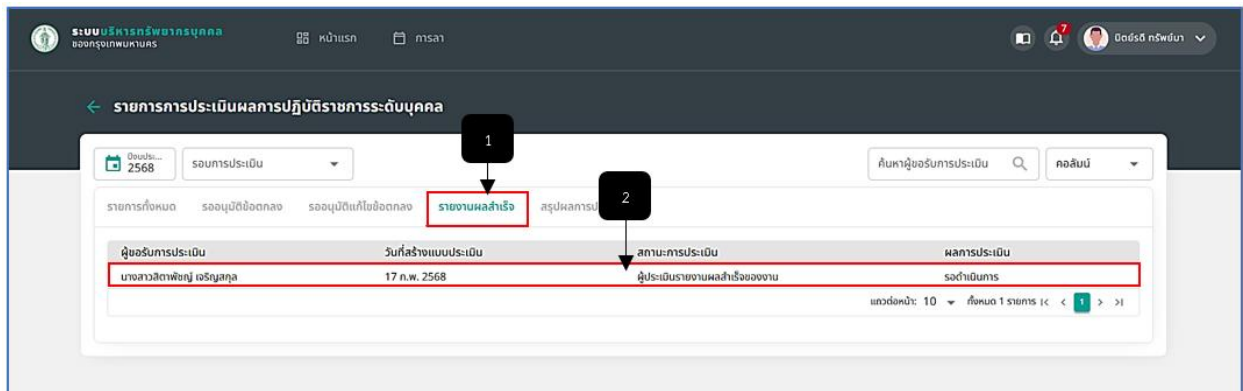 ระบบบริหารทรัพยากรบุคคล
ของกรุงเทพมหานคร
หน้าแรก
การลา
7
ปิตย์รดี ทรัพย์มา
รายการการประเมินผลการปฏิบัติราชการระดับบุคคล
1
ปีงบประ...
2568
รอบการประเมิน
ค้นหาผู้ขอรับการประเมิน
คอลัมน์
2
รายการทั้งหมด รออนุมัติข้อตกลง รออนุมัติแก้ไขข้อตกลง รายงานผลสำเร็จ สรุปผลการป
ผู้ขอรับการประเมิน วันที่สร้างแบบประเมิน สถานะการประเมิน ผลการประเมิน
นางสาวสิตาพัชญ์ เจริญสกุล 17 ก.พ. 2568 ผู้ประเมินรายงานผลสำเร็จของงาน รอดำเนินการ
แถวต่อหน้า: 10 ทั้งหมด 1 รายการ |< < 1 > >|